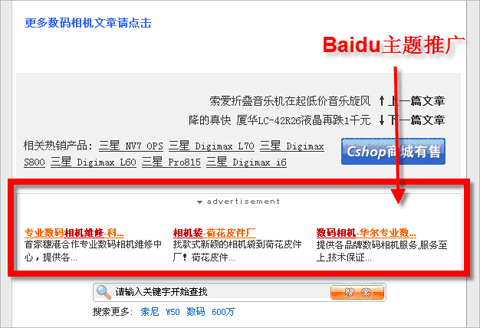 更多数码相机文章请点击
Baidu主题推广
索爱折叠音乐机在起低价音乐旋风 ↑上一篇文章
降的真快 厦华LC-42R26液晶再跌1千元 ↓下一篇文章
相关热销产品: 三星 NV7 OPS 三星 Digimax L70 三星 Digimax
S800 三星 Digimax L60 三星 Pro815 三星 Digimax i6
Cshop商城有售
advertisement
专业数码相机维修-科...
首家穗港合作专业数码相机维修中
心，提供各...
相机袋-荷花皮件厂
找款式新颖的相机袋到荷花皮件
厂! 荷花皮件...
数码相机-华尔专业数...
提供各品牌数码相机服务,服务至
上,技术保证...
请输入关键字开始查找
搜索
搜索更多: 索尼 W50 数码 600万